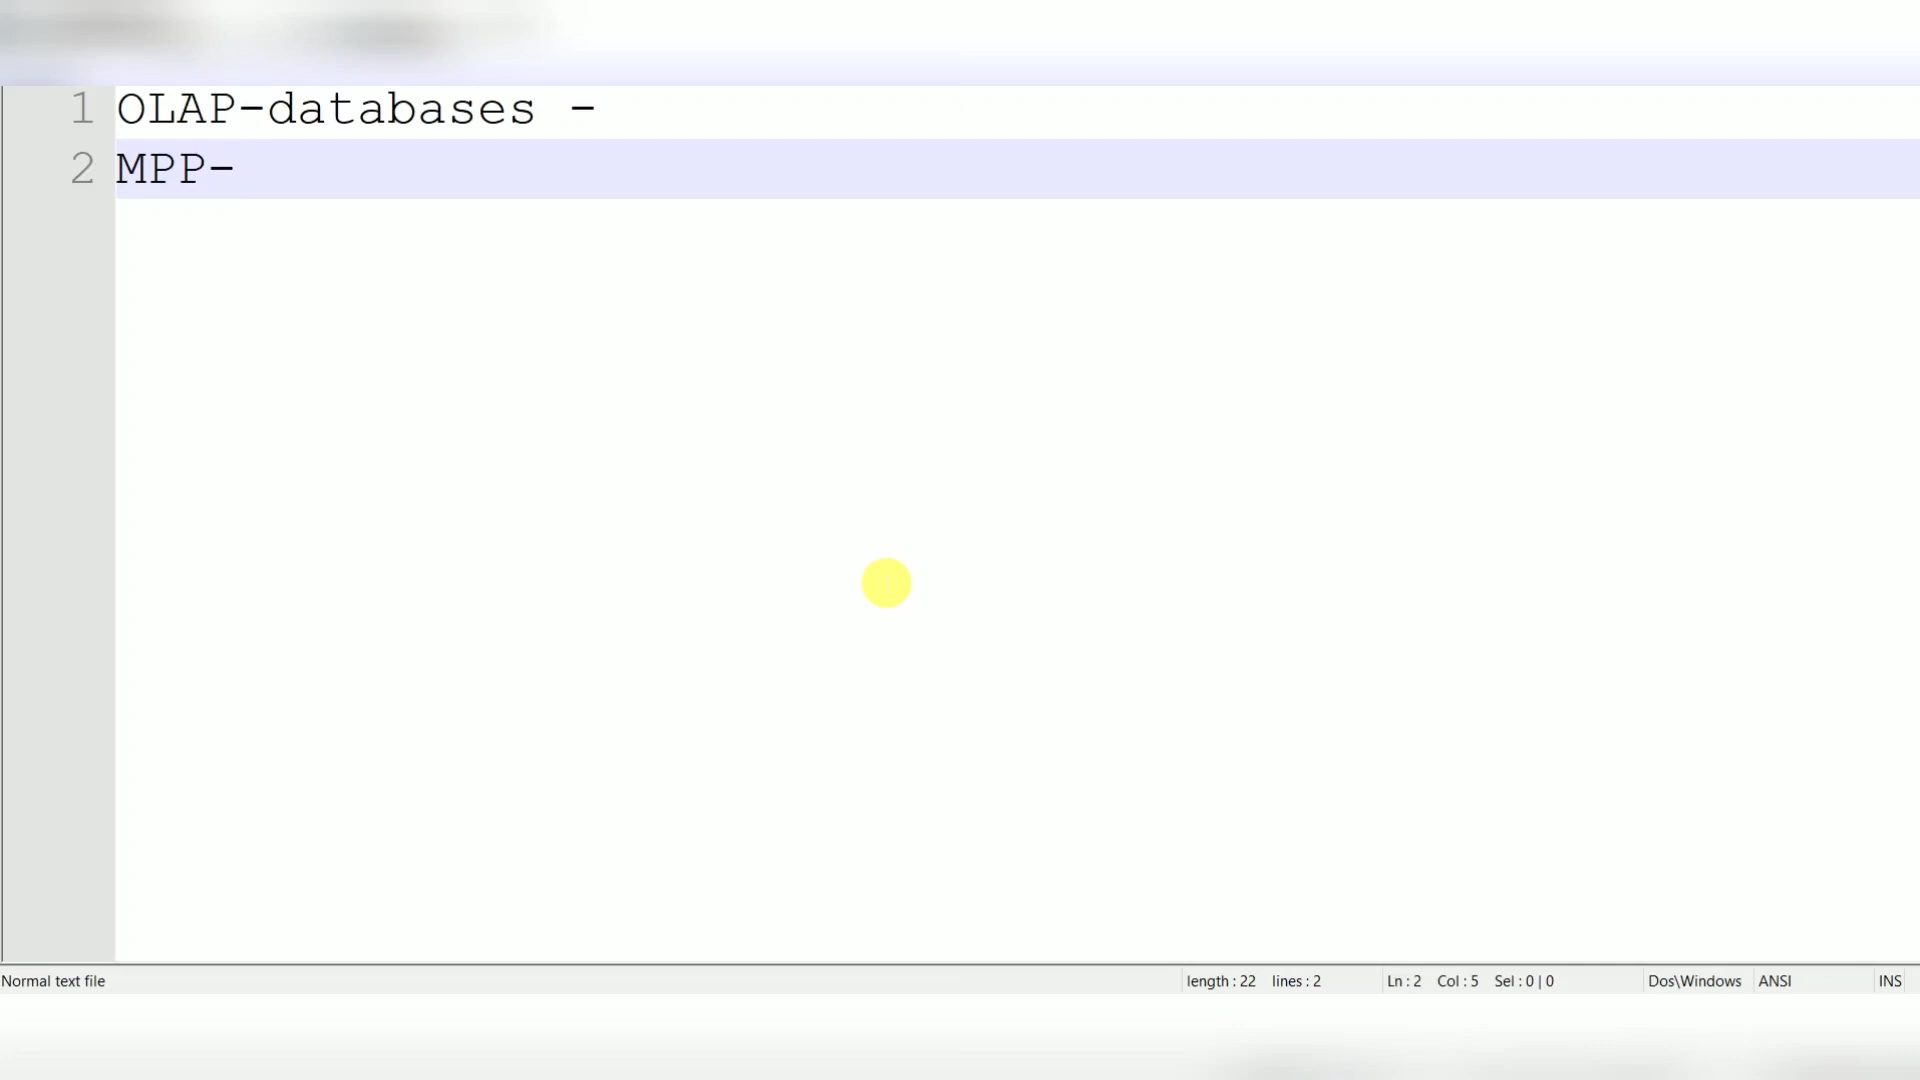 1 OLAP-databases -
2 MPP-
Normal text file length : 22 lines : 2 Ln : 2 Col : 5 Sel : 0 | 0 Dos\Windows ANSI INS